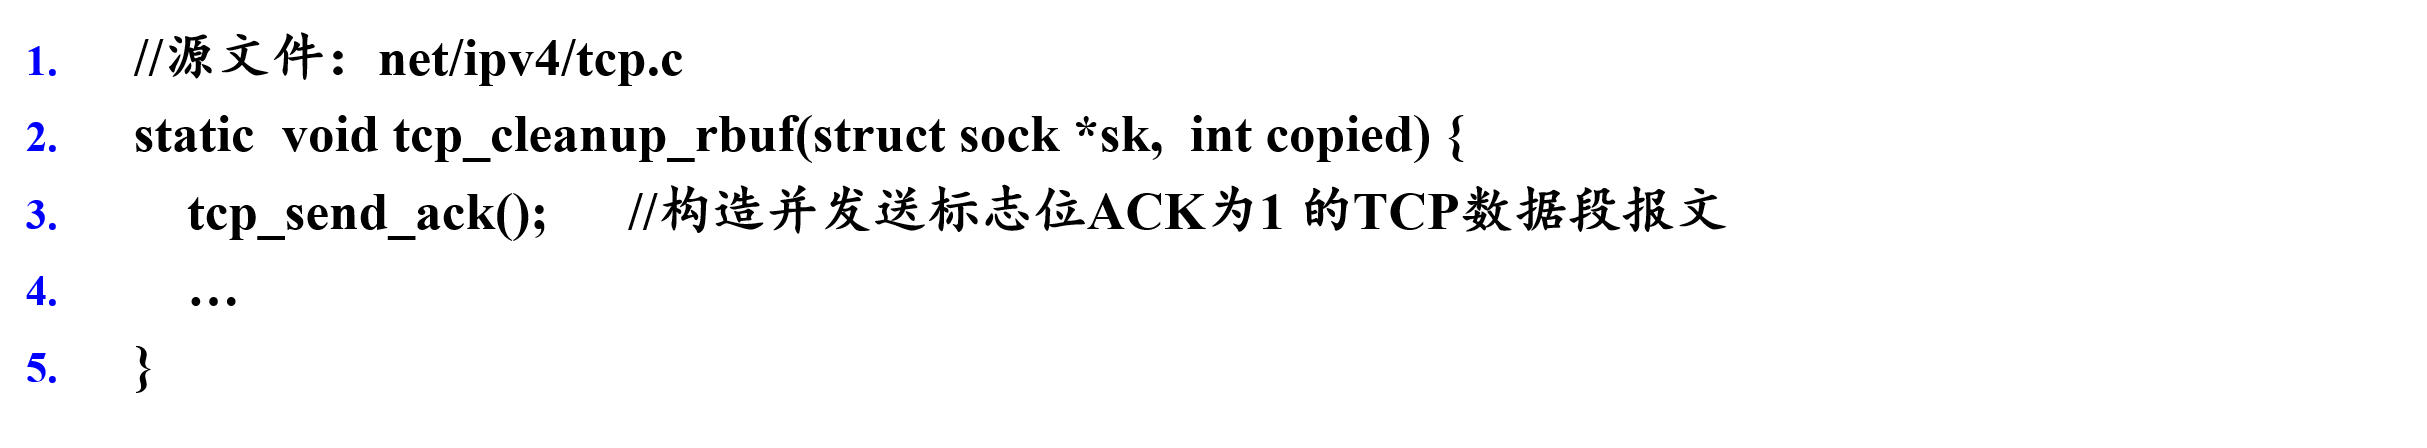 1. //源文件：net/ipv4/tcp.c
2. static void tcp_cleanup_rbuf(struct sock *sk, int copied) {
3. tcp_send_ack(); //构造并发送标志位ACK为1 的TCP数据段报文
4. …
5. }